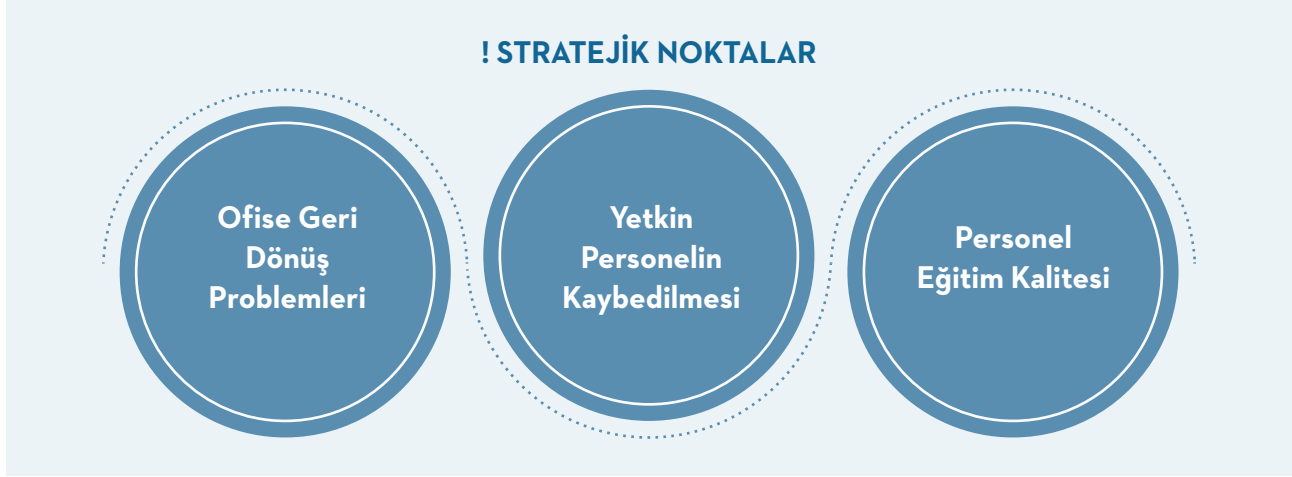 ! STRATEJİK NOKTALAR
Ofise Geri
Dönüş
Problemleri
Yetkin
Personelin
Kaybedilmesi
Personel
Eğitim Kalitesi